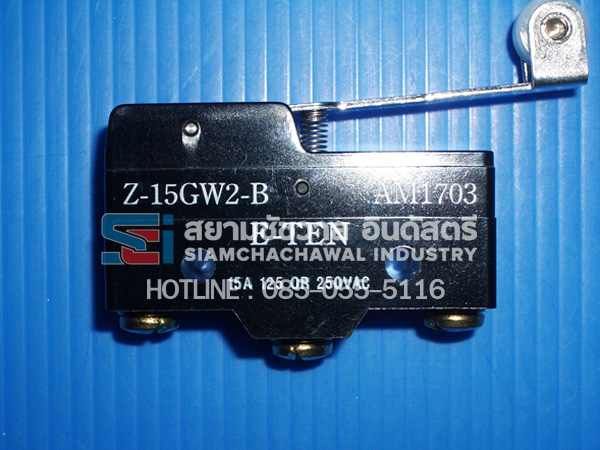 Z-15GW2-B AM1703
สยามชัชวาล อินดัสตรี
E-TEN
SIAMCHACHAWAL INDUSTRY
15A 125 OR 250VAC
HOTLINE : 085-055-5116